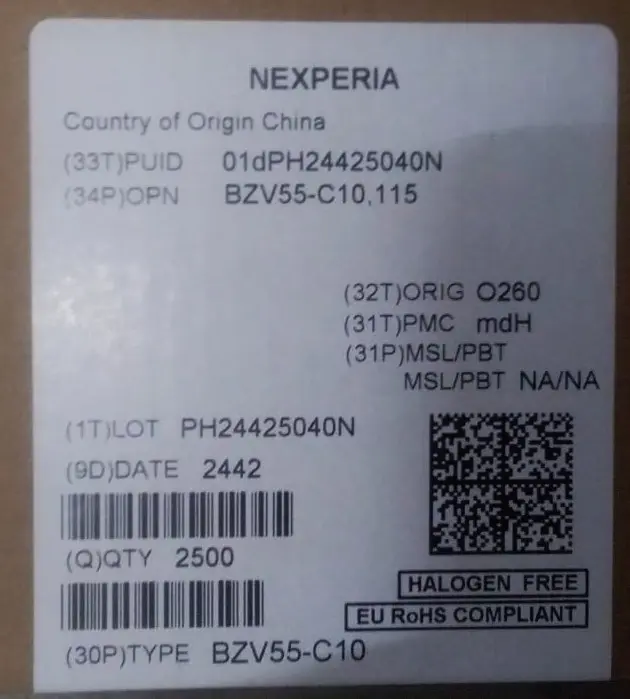 NEXPERIA
Country of Origin China
(33T)PUID 01dPH24425040N
(34P)OPN BZV55-C10,115
(32T)ORIG O260
(31T)PMC mdH
(31P)MSL/PBT
MSL/PBT NA/NA
(1T)LOT PH24425040N
(9D)DATE 2442
(Q)QTY 2500
HALOGEN FREE
EU RoHS COMPLIANT
(30P)TYPE BZV55-C10